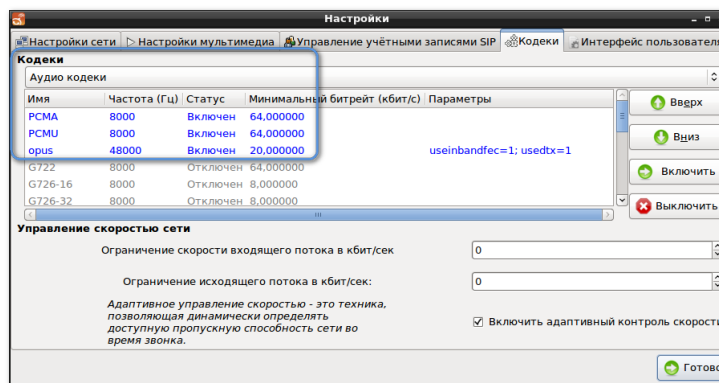 Настройки
Настройки сети Настройки мультимедиа Управление учётными записями SIP Кодеки Интерфейс пользователя
Кодеки
Аудио кодеки
Имя Частота (Гц) Статус Минимальный битрейт (кбит/с) Параметры
PCMA 8000 Включен 64,000000
PCMU 8000 Включен 64,000000
opus 48000 Включен 20,000000 useinbandfec=1; usedtx=1
G722 8000 Отключен 64,000000
G726-16 8000 Отключен 8,000000
G726-32 8000 Отключен 8,000000
Вверх
Вниз
Включить
Выключить
Управление скоростью сети
Ограничение скорости входящего потока в кбит/сек 0
Ограничение исходящего потока в кбит/сек: 0
Адаптивное управление скоростью - это техника,
позволяющая динамически определять
доступную пропускную способность сети во
время звонка.
Включить адаптивный контроль скорости
Готово